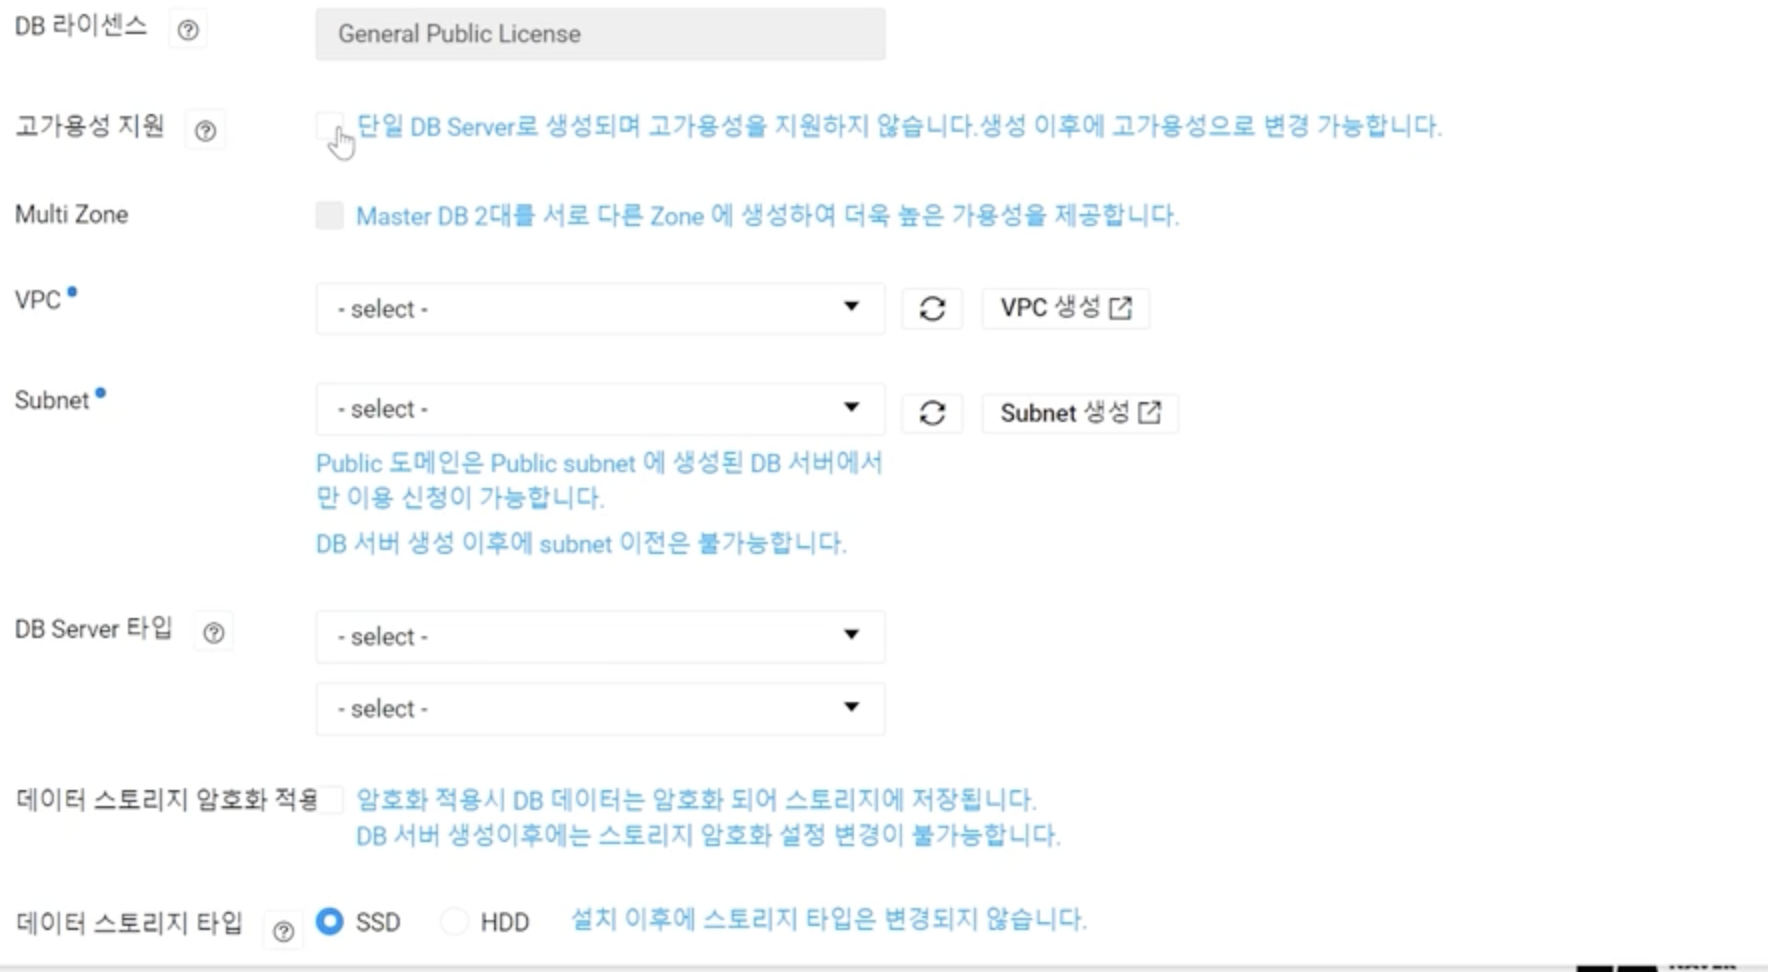 DB 라이센스
General Public License
고가용성 지원
단일 DB Server로 생성되며 고가용성을 지원하지 않습니다.생성 이후에 고가용성으로 변경 가능합니다.
Multi Zone
Master DB 2대를 서로 다른 Zone 에 생성하여 더욱 높은 가용성을 제공합니다.
VPC
- select -
VPC 생성
Subnet
- select -
Subnet 생성
Public 도메인은 Public subnet 에 생성된 DB 서버에서
만 이용 신청이 가능합니다.
DB 서버 생성 이후에 subnet 이전은 불가능합니다.
DB Server 타입
- select -
- select -
데이터 스토리지 암호화 적용
암호화 적용시 DB 데이터는 암호화 되어 스토리지에 저장됩니다.
DB 서버 생성이후에는 스토리지 암호화 설정 변경이 불가능합니다.
데이터 스토리지 타입
SSD
HDD
설치 이후에 스토리지 타입은 변경되지 않습니다.